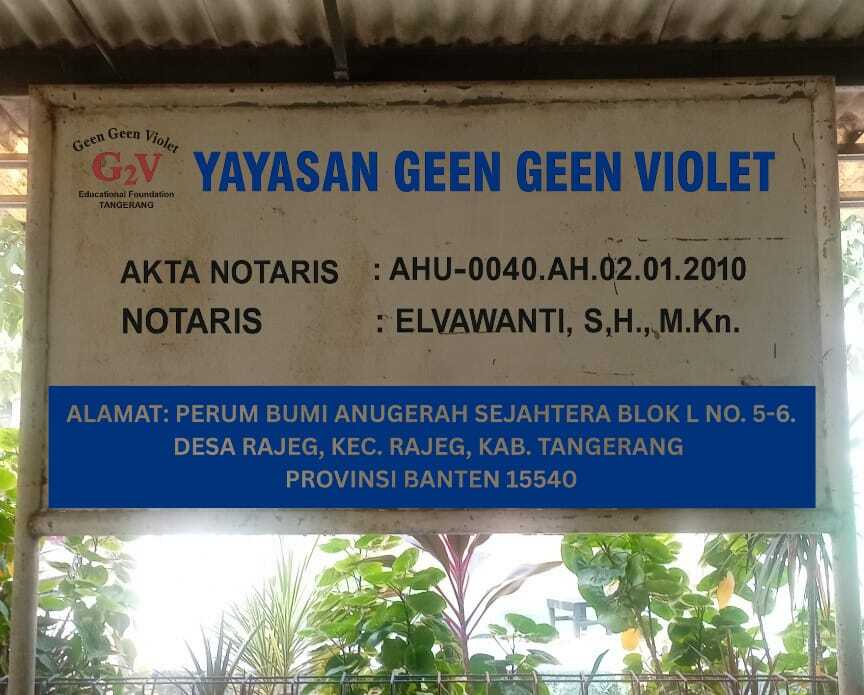 Geen Geen Violet
G2V
Educational Foundation
TANGERANG
YAYASAN GEEN GEEN VIOLET
AKTA NOTARIS : AHU-0040.AH.02.01.2010
NOTARIS : ELVAWANTI, S,H., M.Kn.
ALAMAT: PERUM BUMI ANUGERAH SEJAHTERA BLOK L NO. 5-6.
DESA RAJEG, KEC. RAJEG, KAB. TANGERANG
PROVINSI BANTEN 15540